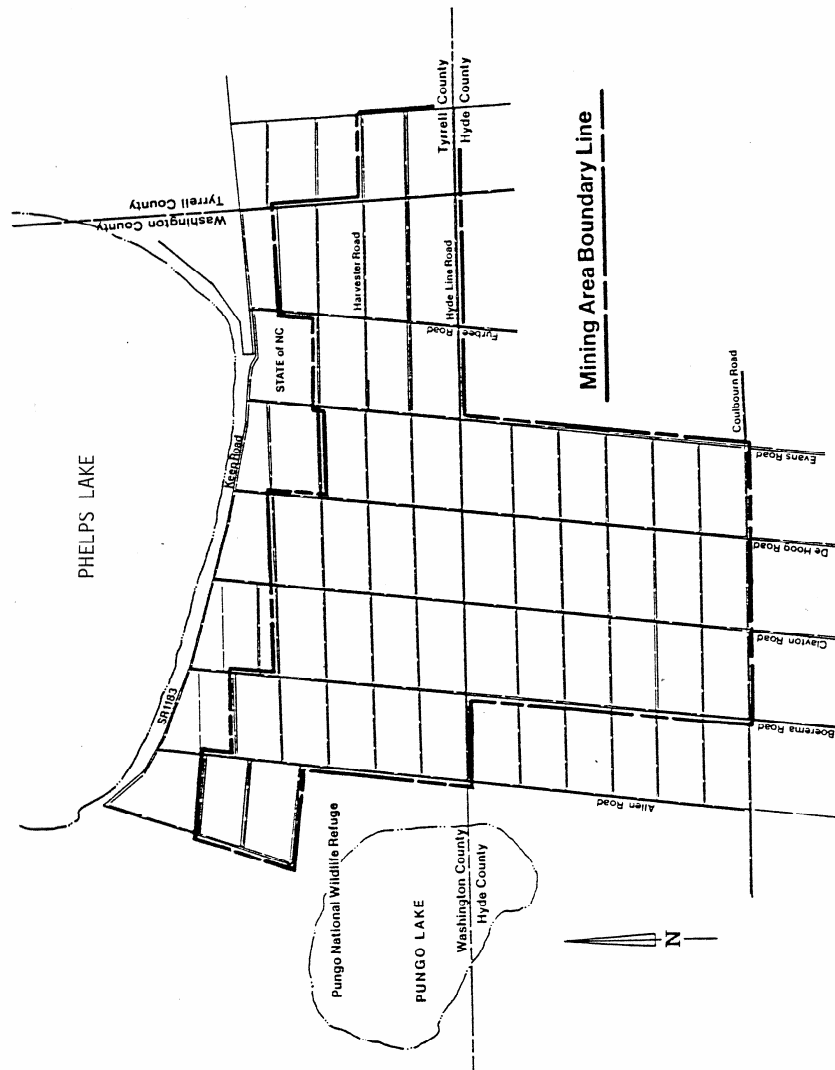 PHELPS LAKE
Washington County
Tyrrell County
Tyrrell County
Hyde County
STATE of NC
Keep Road
SR1183
Harvester Road
Hyde Line Road
Furbee Road
Mining Area Boundary Line
Coulbourn Road
Evans Road
De Hoog Road
Clayton Road
Boerema Road
Allen Road
Pungo National Wildlife Refuge
PUNGO LAKE
Washington County
Hyde County
N